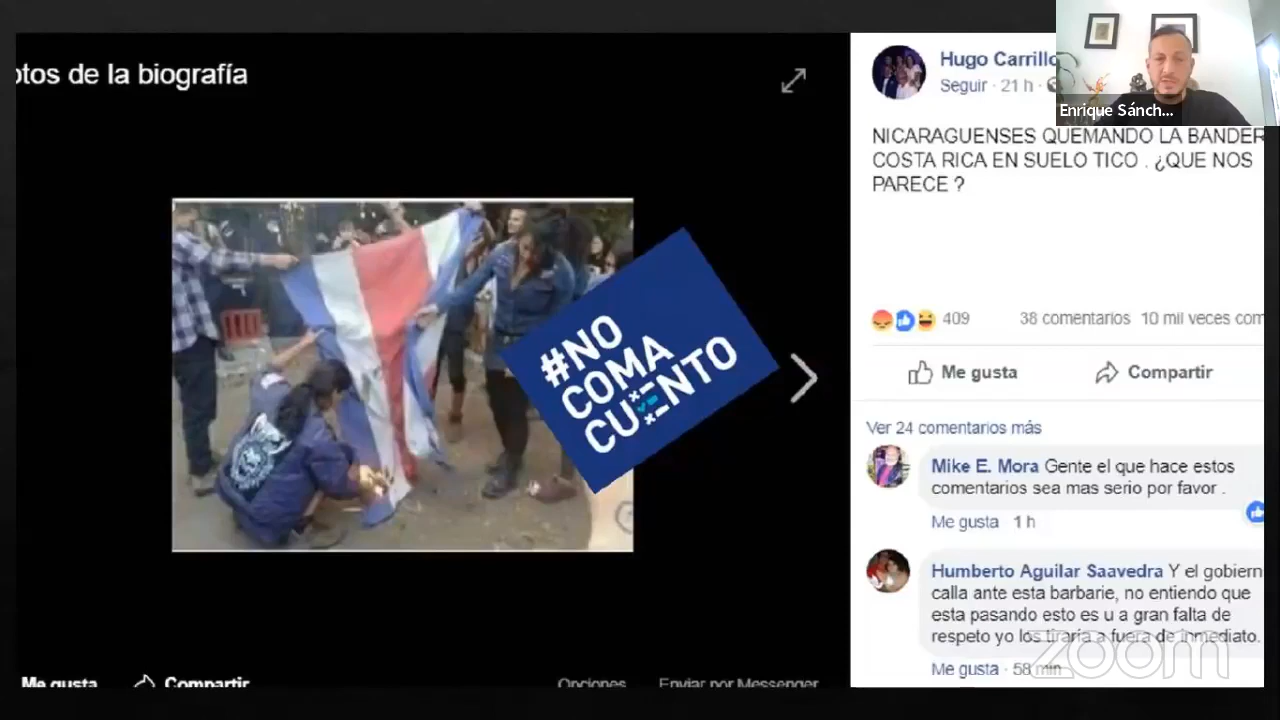 otos de la biografía
Hugo Carrillo
Seguir · 21 h ·
Enrique Sánch...
NICARAGUENSES QUEMANDO LA BANDER
COSTA RICA EN SUELO TICO . ¿QUE NOS
PARECE ?
#NO
COMA
CUENTO
409
38 comentarios
10 mil veces com
Me gusta
Compartir
Ver 24 comentarios más
Mike E. Mora Gente el que hace estos
comentarios sea mas serio por favor .
Me gusta 1 h
Humberto Aguilar Saavedra Y el gobiern
calla ante esta barbarie, no entiendo que
esta pasando esto es u a gran falta de
respeto yo los tiraría a fuera de inmediato.
Me gusta · 58 min
Me gusta
Compartir
Opciones
Enviar por Messenger
zoom